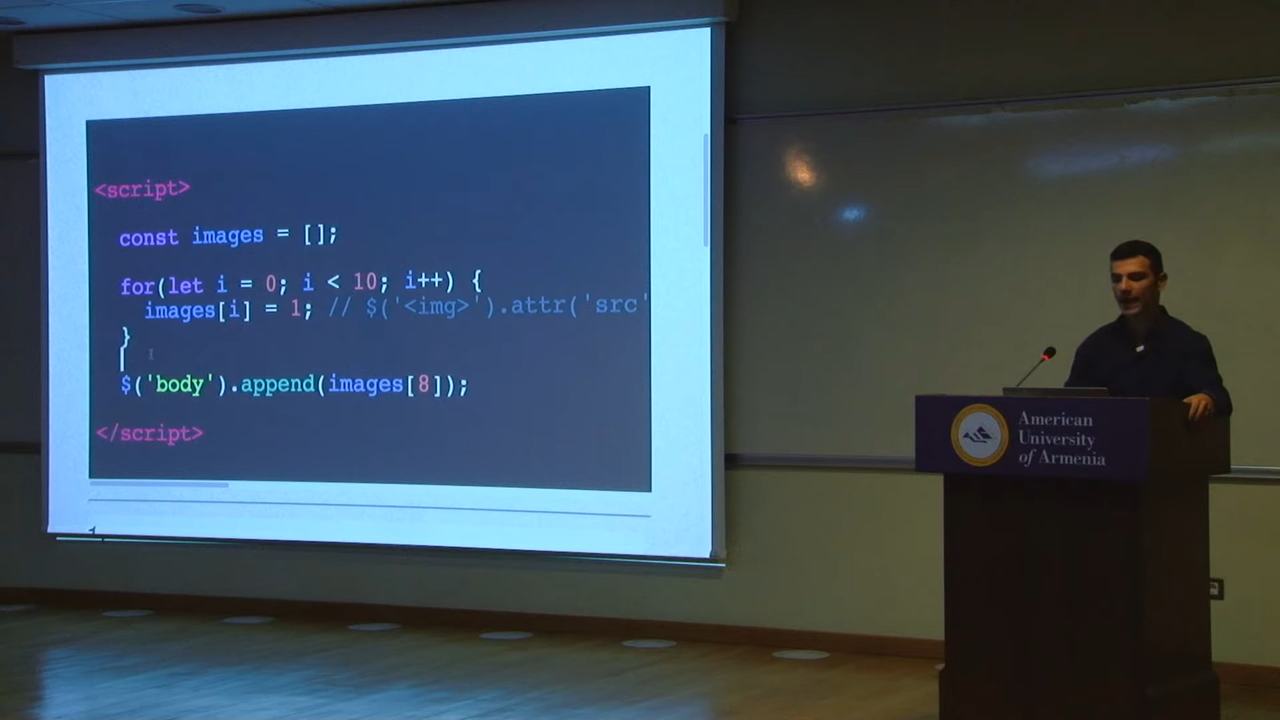 <script>
const images = [];
for(let i = 0; i < 10; i++) {
images[i] = 1; // $('<img>').attr('src'
}
$('body').append(images[8]);
</script>
American
University
of Armenia